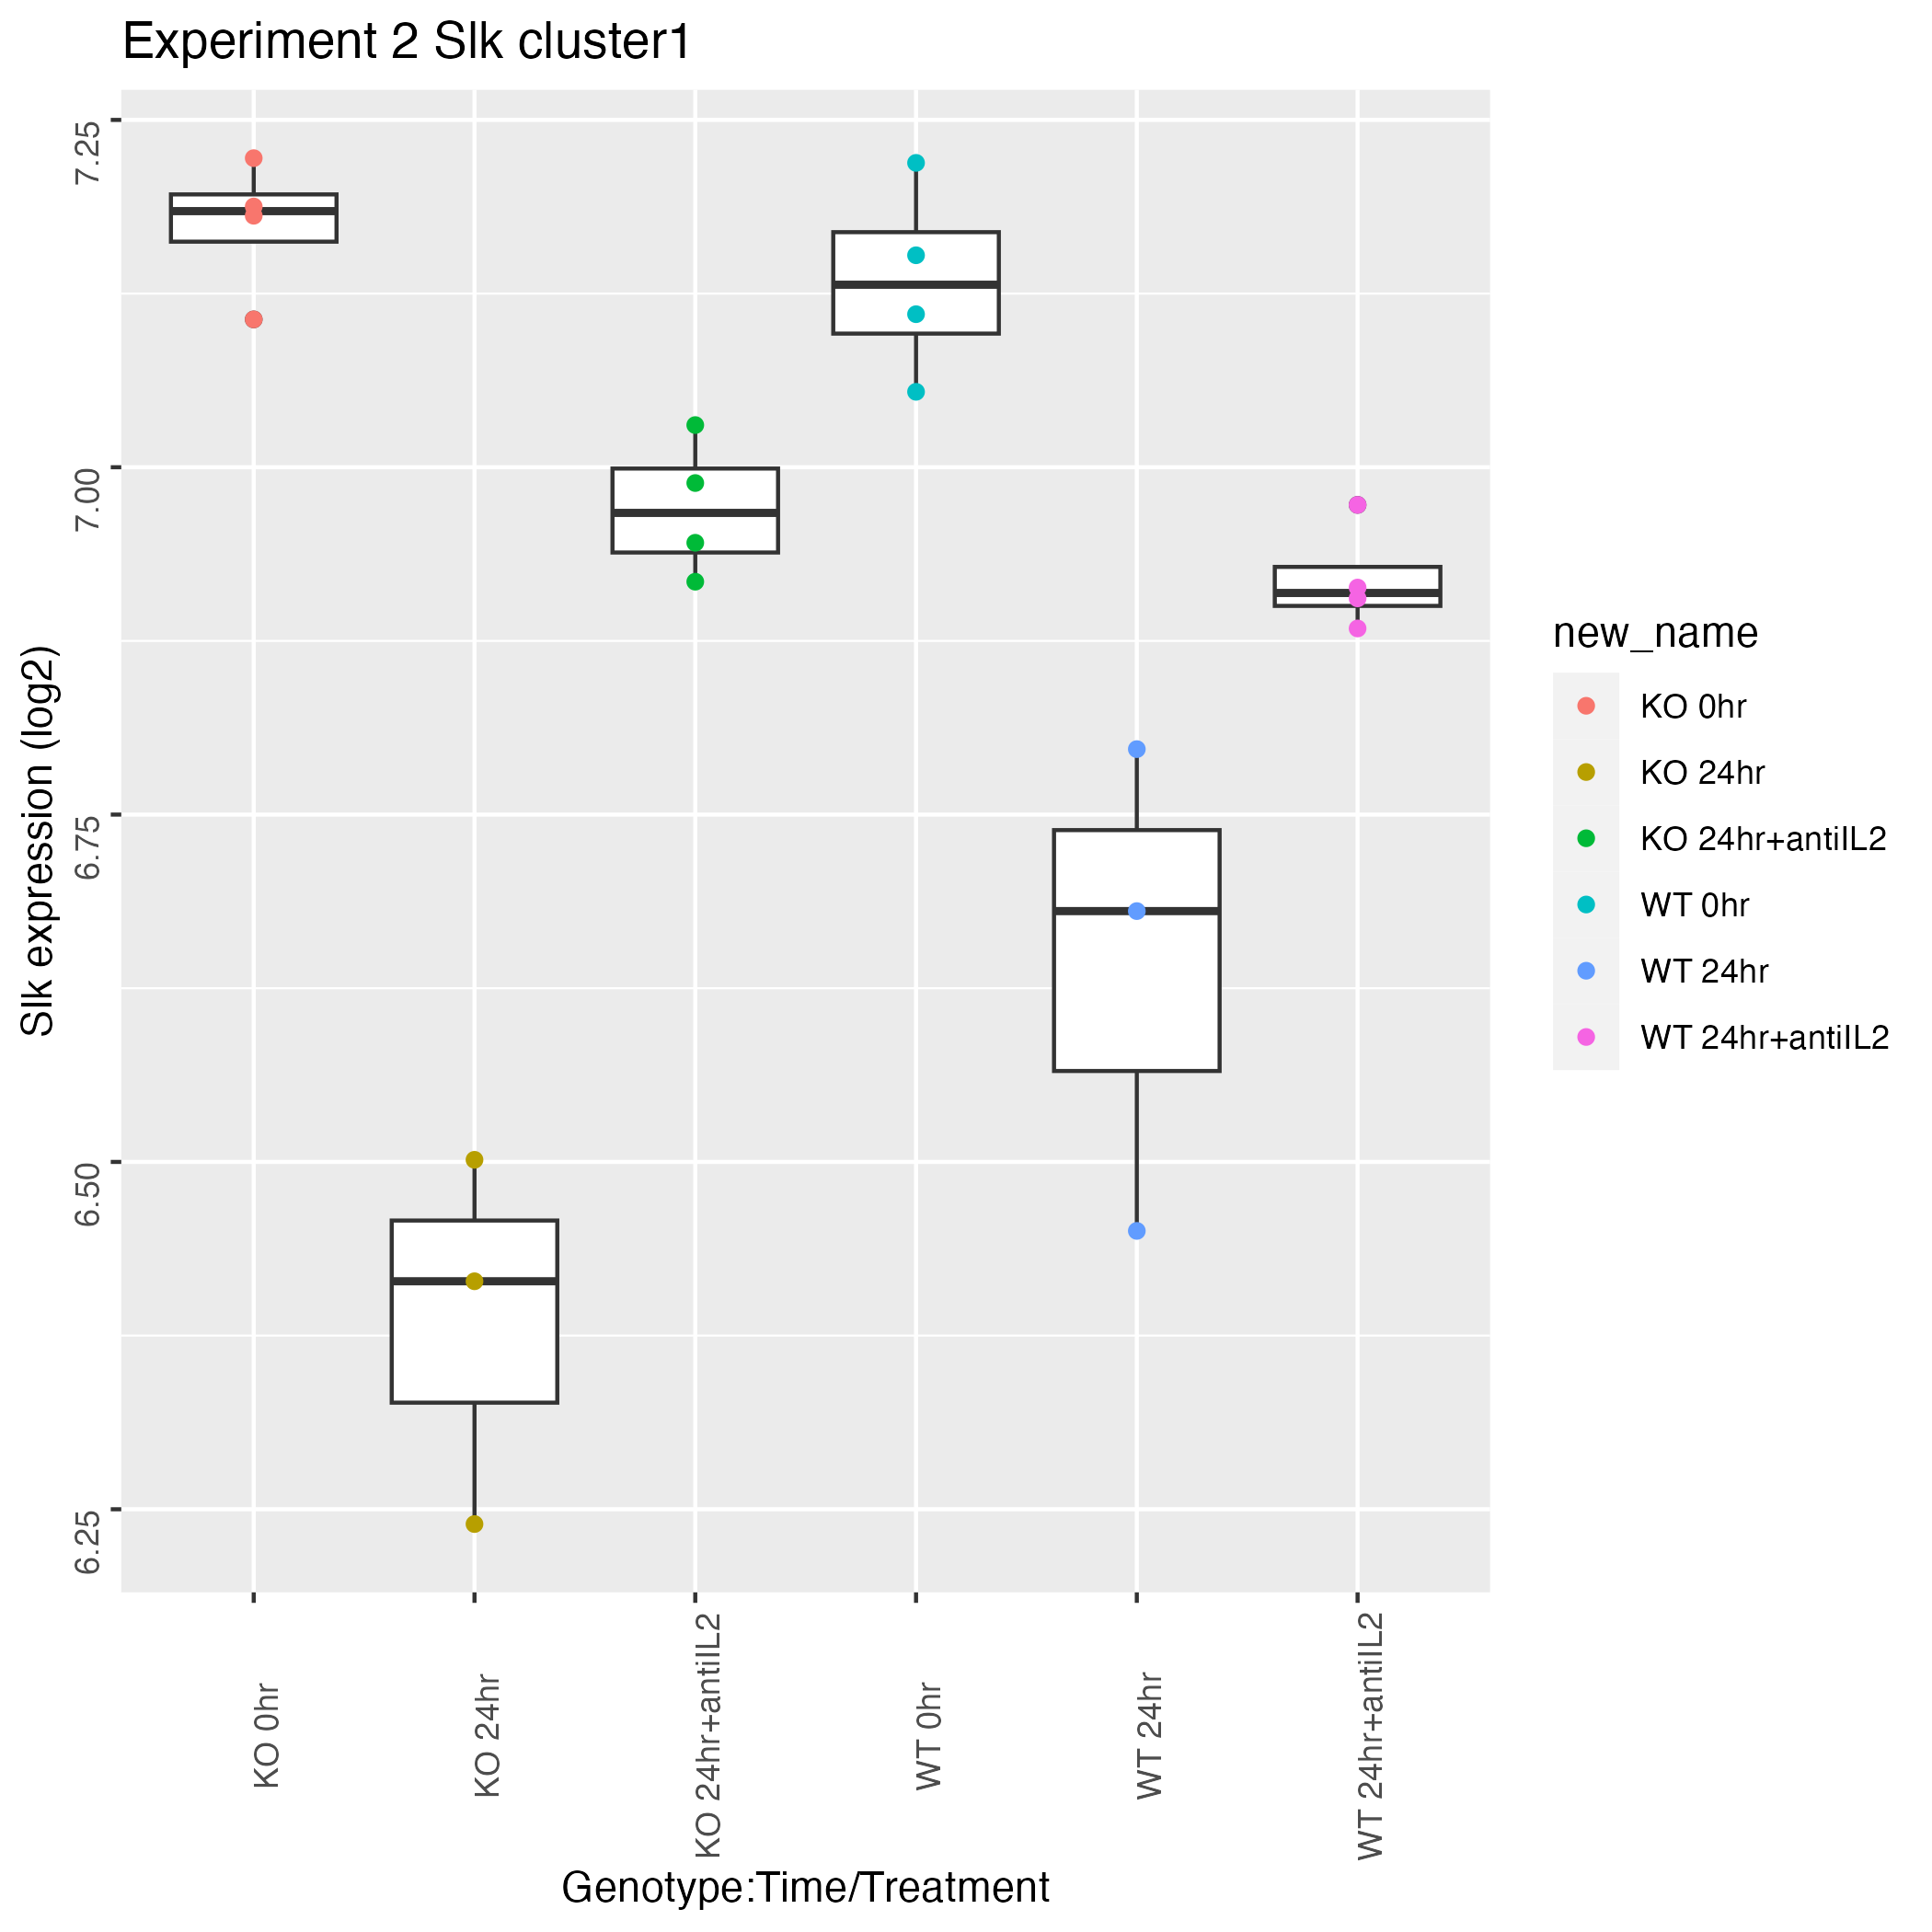 Experiment 2 Slk cluster1
Slk expression (log2)
7.25
7.00
6.75
6.50
6.25
KO 0hr
KO 24hr
KO 24hr+antiIL2
WT 0hr
WT 24hr
WT 24hr+antiIL2
Genotype:Time/Treatment
new_name
KO 0hr
KO 24hr
KO 24hr+antiIL2
WT 0hr
WT 24hr
WT 24hr+antiIL2